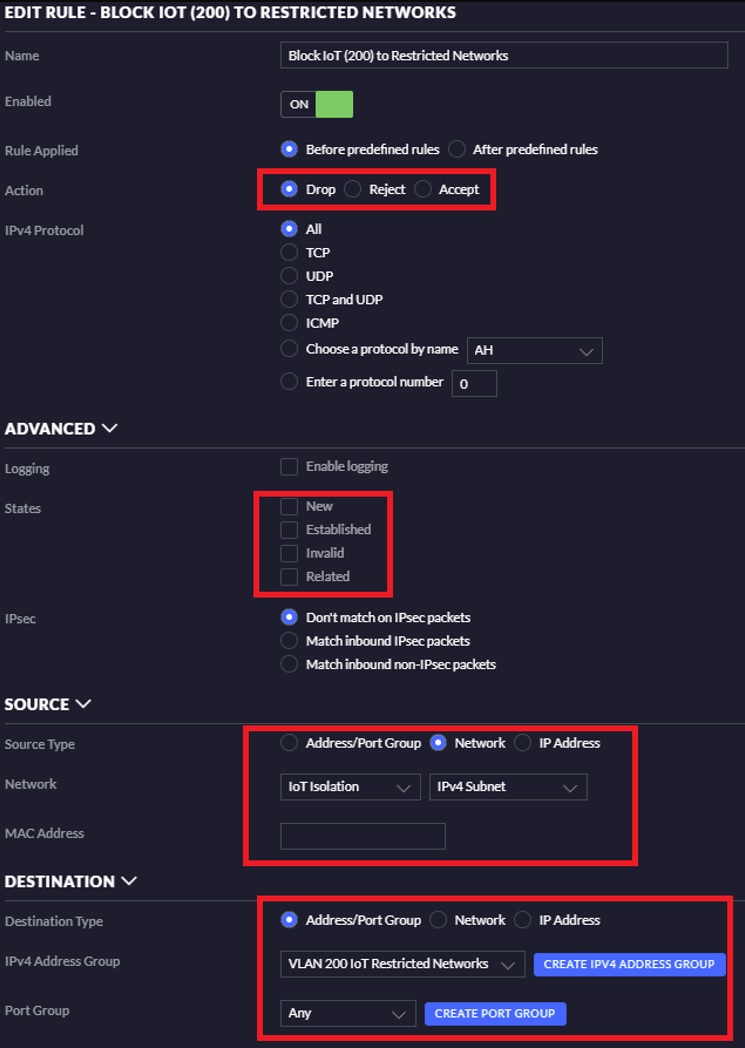 EDIT RULE - BLOCK IOT (200) TO RESTRICTED NETWORKS
Name Block IoT (200) to Restricted Networks
Enabled ON
Rule Applied Before predefined rules After predefined rules
Action Drop Reject Accept
IPv4 Protocol All
TCP
UDP
TCP and UDP
ICMP
Choose a protocol by name AH
Enter a protocol number 0
ADVANCED
Logging Enable logging
States New
Established
Invalid
Related
IPsec Don't match on IPsec packets
Match inbound IPsec packets
Match inbound non-IPsec packets
SOURCE
Source Type Address/Port Group Network IP Address
Network IoT Isolation IPv4 Subnet
MAC Address
DESTINATION
Destination Type Address/Port Group Network IP Address
IPv4 Address Group VLAN 200 IoT Restricted Networks CREATE IPV4 ADDRESS GROUP
Port Group Any CREATE PORT GROUP